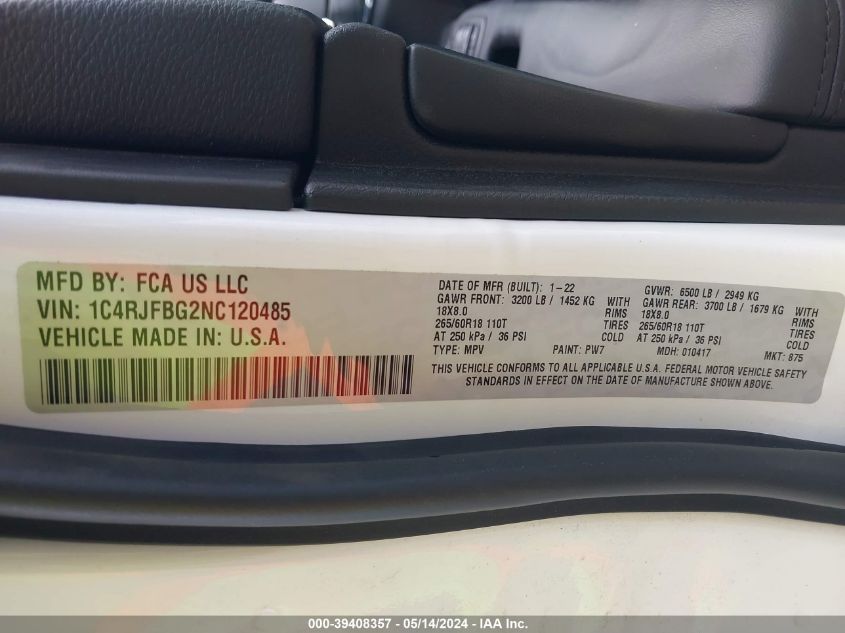 MFD BY: FCA US LLC
VIN: 1C4RJFBG2NC120485
VEHICLE MADE IN: U.S.A.
DATE OF MFR (BUILT): 1-22
GAWR FRONT: 3200 LB / 1452 KG
18X8.0 RIMS
265/60R18 110T TIRES
AT 250 kPa / 36 PSI COLD
TYPE: MPV PAINT: PW7
GVWR: 6500 LB / 2949 KG
GAWR REAR: 3700 LB / 1679 KG
18X8.0 RIMS
265/60R18 110T TIRES
AT 250 kPa / 36 PSI COLD
MDH: 010417 MKT: 875
THIS VEHICLE CONFORMS TO ALL APPLICABLE U.S.A. FEDERAL MOTOR VEHICLE SAFETY
STANDARDS IN EFFECT ON THE DATE OF MANUFACTURE SHOWN ABOVE.
000-39408357 - 05/14/2024 - IAA Inc.